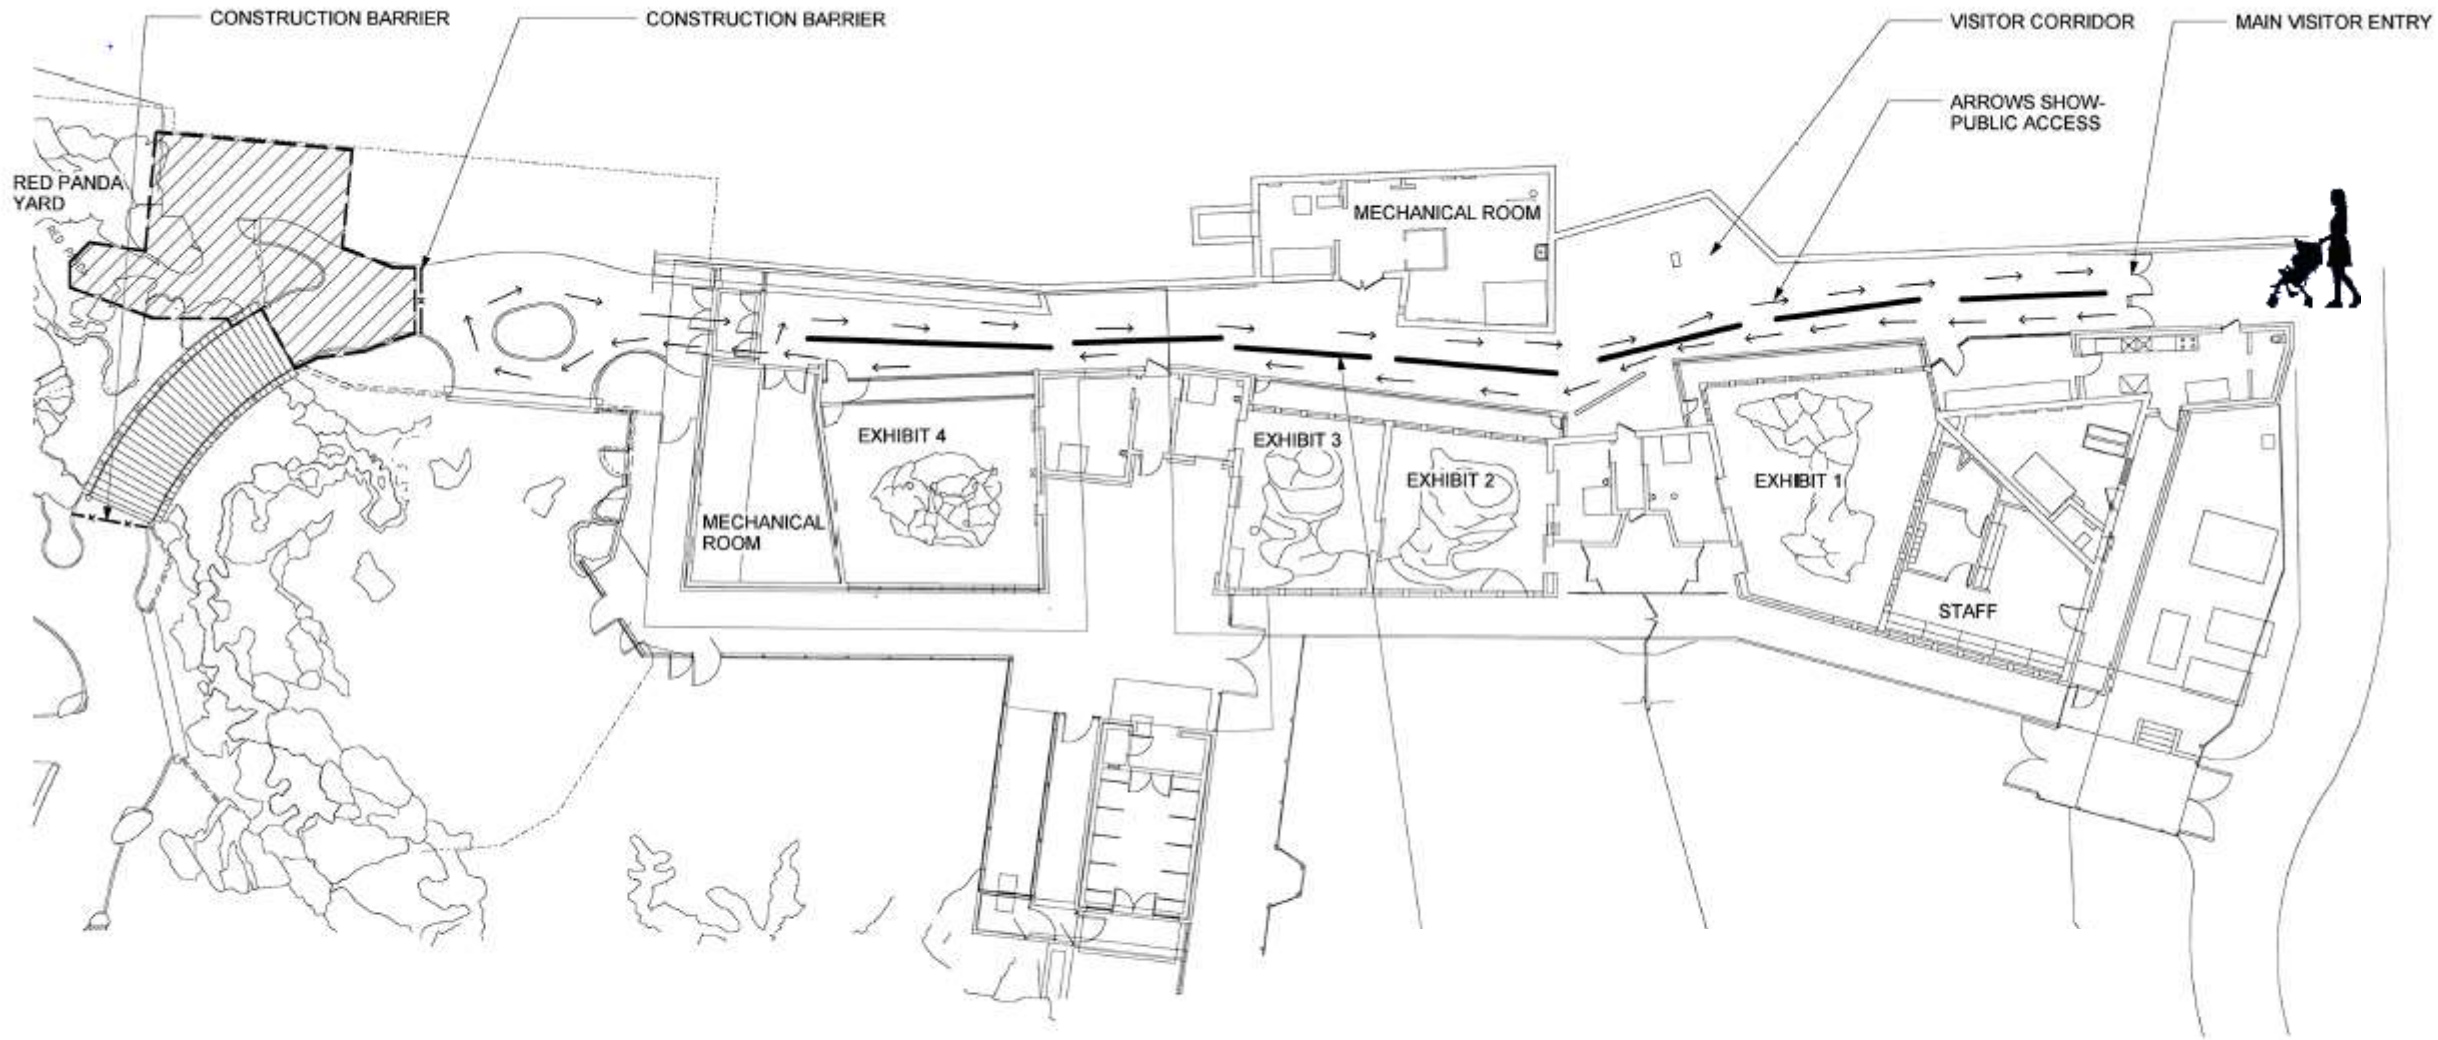 CONSTRUCTION BARRIER
CONSTRUCTION BARRIER
VISITOR CORRIDOR
MAIN VISITOR ENTRY
ARROWS SHOW-
PUBLIC ACCESS
RED PANDA
YARD
MECHANICAL ROOM
EXHIBIT 4
EXHIBIT 3
EXHIBIT 2
EXHIBIT 1
MECHANICAL
ROOM
STAFF